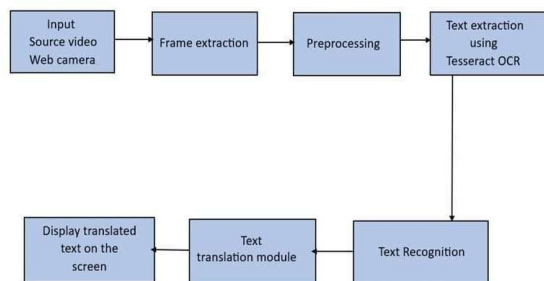 Input
Source video
Web camera
Frame extraction
Preprocessing
Text extraction
using
Tesseract OCR
Text Recognition
Text
translation module
Display translated
text on the
screen